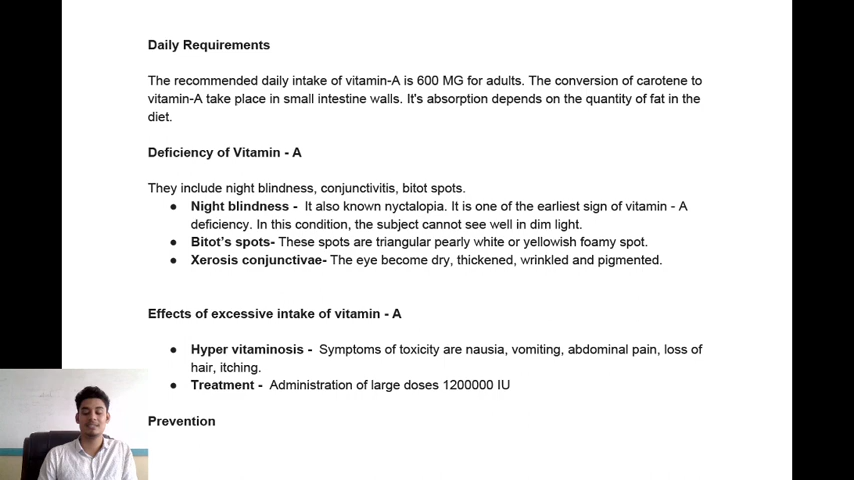 Daily Requirements
The recommended daily intake of vitamin-A is 600 MG for adults. The conversion of carotene to
vitamin-A take place in small intestine walls. It's absorption depends on the quantity of fat in the
diet.
Deficiency of Vitamin - A
They include night blindness, conjunctivitis, bitot spots.
● Night blindness - It also known nyctalopia. It is one of the earliest sign of vitamin - A
deficiency. In this condition, the subject cannot see well in dim light.
● Bitot's spots- These spots are triangular pearly white or yellowish foamy spot.
● Xerosis conjunctivae- The eye become dry, thickened, wrinkled and pigmented.
Effects of excessive intake of vitamin - A
● Hyper vitaminosis - Symptoms of toxicity are nausia, vomiting, abdominal pain, loss of
hair, itching.
● Treatment - Administration of large doses 1200000 IU
Prevention